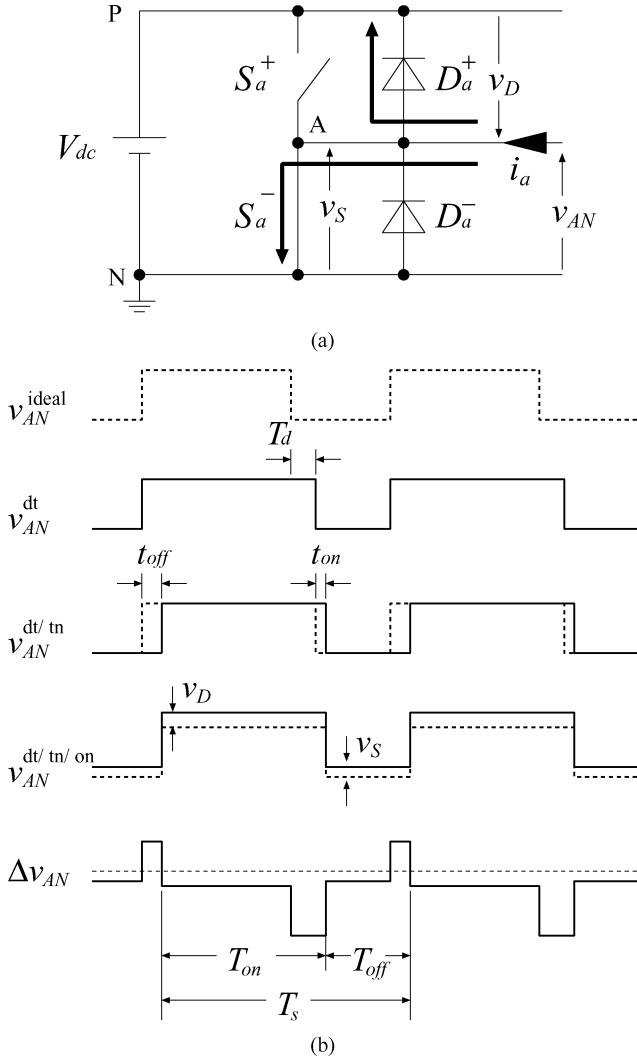 P
S_a^+
D_a^+
v_D
A
V_dc
i_a
S_a^-
v_S
D_a^-
v_AN
N
(a)
v_AN^ideal
T_d
v_AN^dt
t_off
t_on
v_AN^dt/ tn
v_D
v_S
v_AN^dt/ tn/ on
Δv_AN
T_on
T_off
T_s
(b)